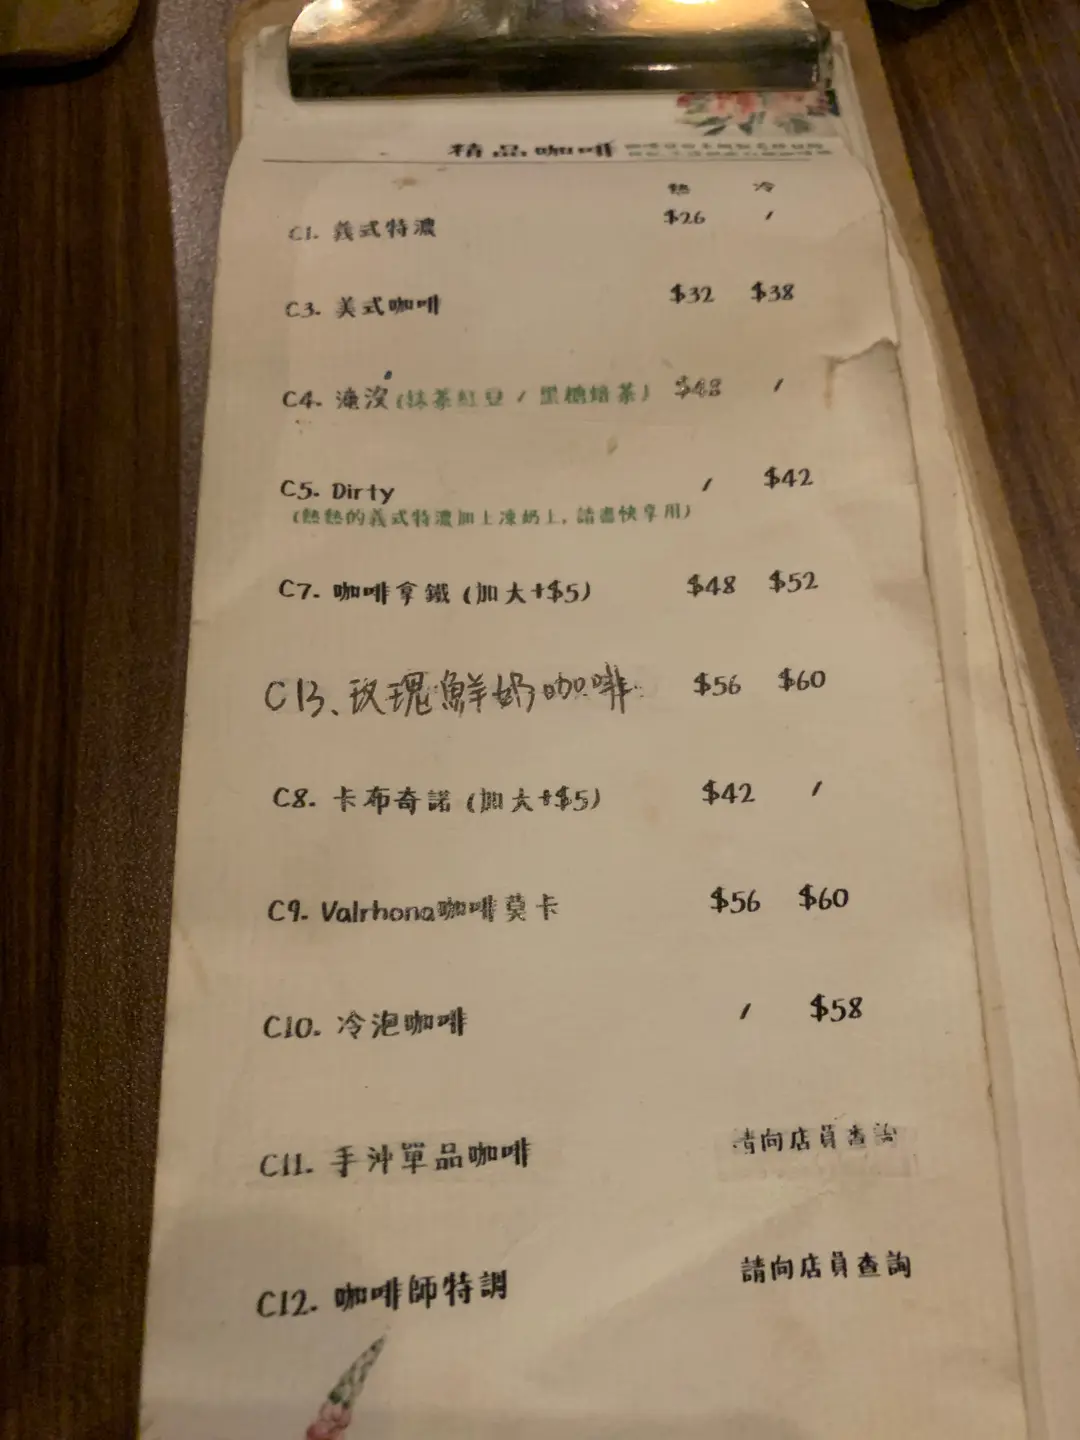 精品咖啡
熱 冷
C1. 義式特濃 $26 /
C3. 美式咖啡 $32 $38
C4. 淹沒 (抹茶紅豆 / 黑糖焙茶) $48 /
C5. Dirty / $42
(熱熱的義式特濃加上凍奶上, 請盡快享用)
C7. 咖啡拿鐵 (加大+$5) $48 $52
C13、玫瑰鮮奶咖啡 $56 $60
C8. 卡布奇諾 (加大+$5) $42 /
C9. Valrhona咖啡莫卡 $56 $60
C10. 冷泡咖啡 / $58
C11. 手沖單品咖啡 請向店員查詢
C12. 咖啡師特調 請向店員查詢